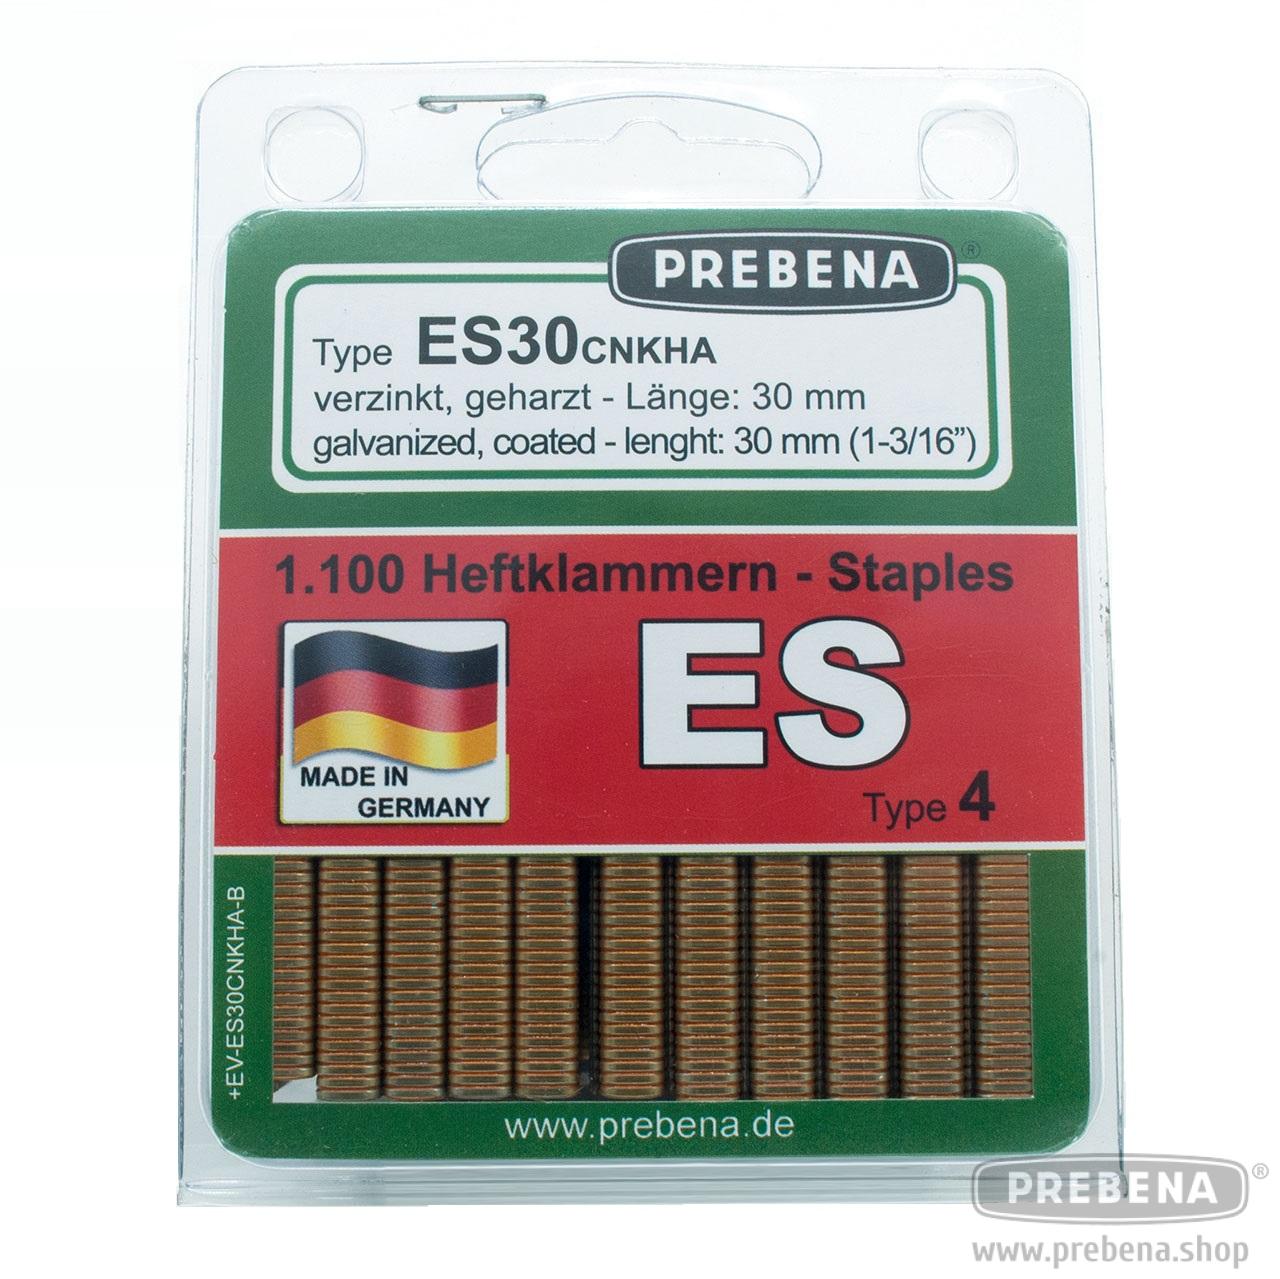 PREBENA ®
Type ES30CNKHA
verzinkt, geharzt - Länge: 30 mm
galvanized, coated - lenght: 30 mm (1-3/16”)
1.100 Heftklammern - Staples
ES
MADE IN
GERMANY
Type 4
+EV-ES30CNKHA-B
www.prebena.de
PREBENA ®
www.prebena.shop